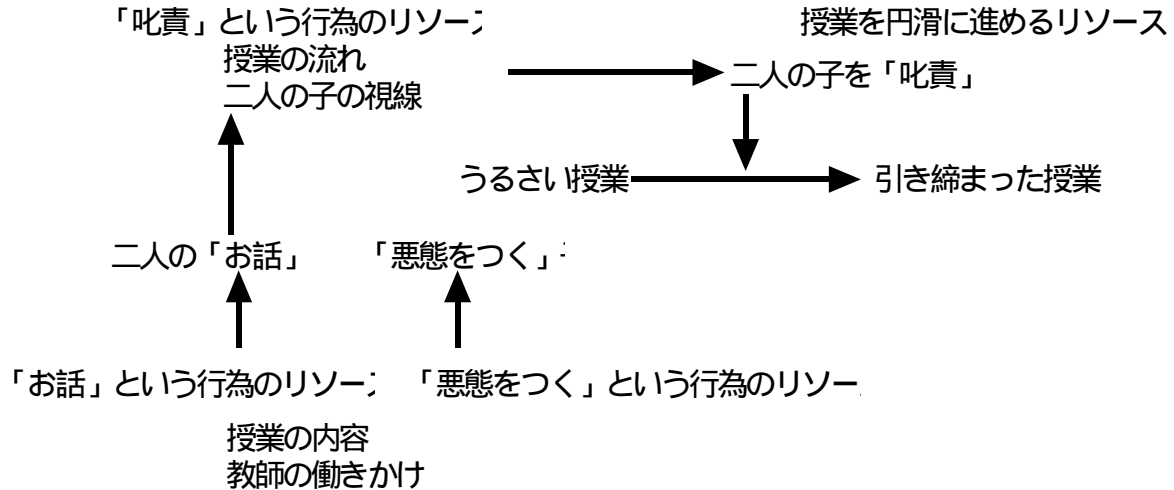 「叱責」という行為のリソー
授業を円滑に進めるリソース
授業の流れ
二人の子の視線
二人の子を「叱責」
うるさい授業
引き締まった授業
二人の「お話」
「悪態をつく」
「お話」という行為のリソー
「悪態をつく」という行為のリソー
授業の内容
教師の働きかけ